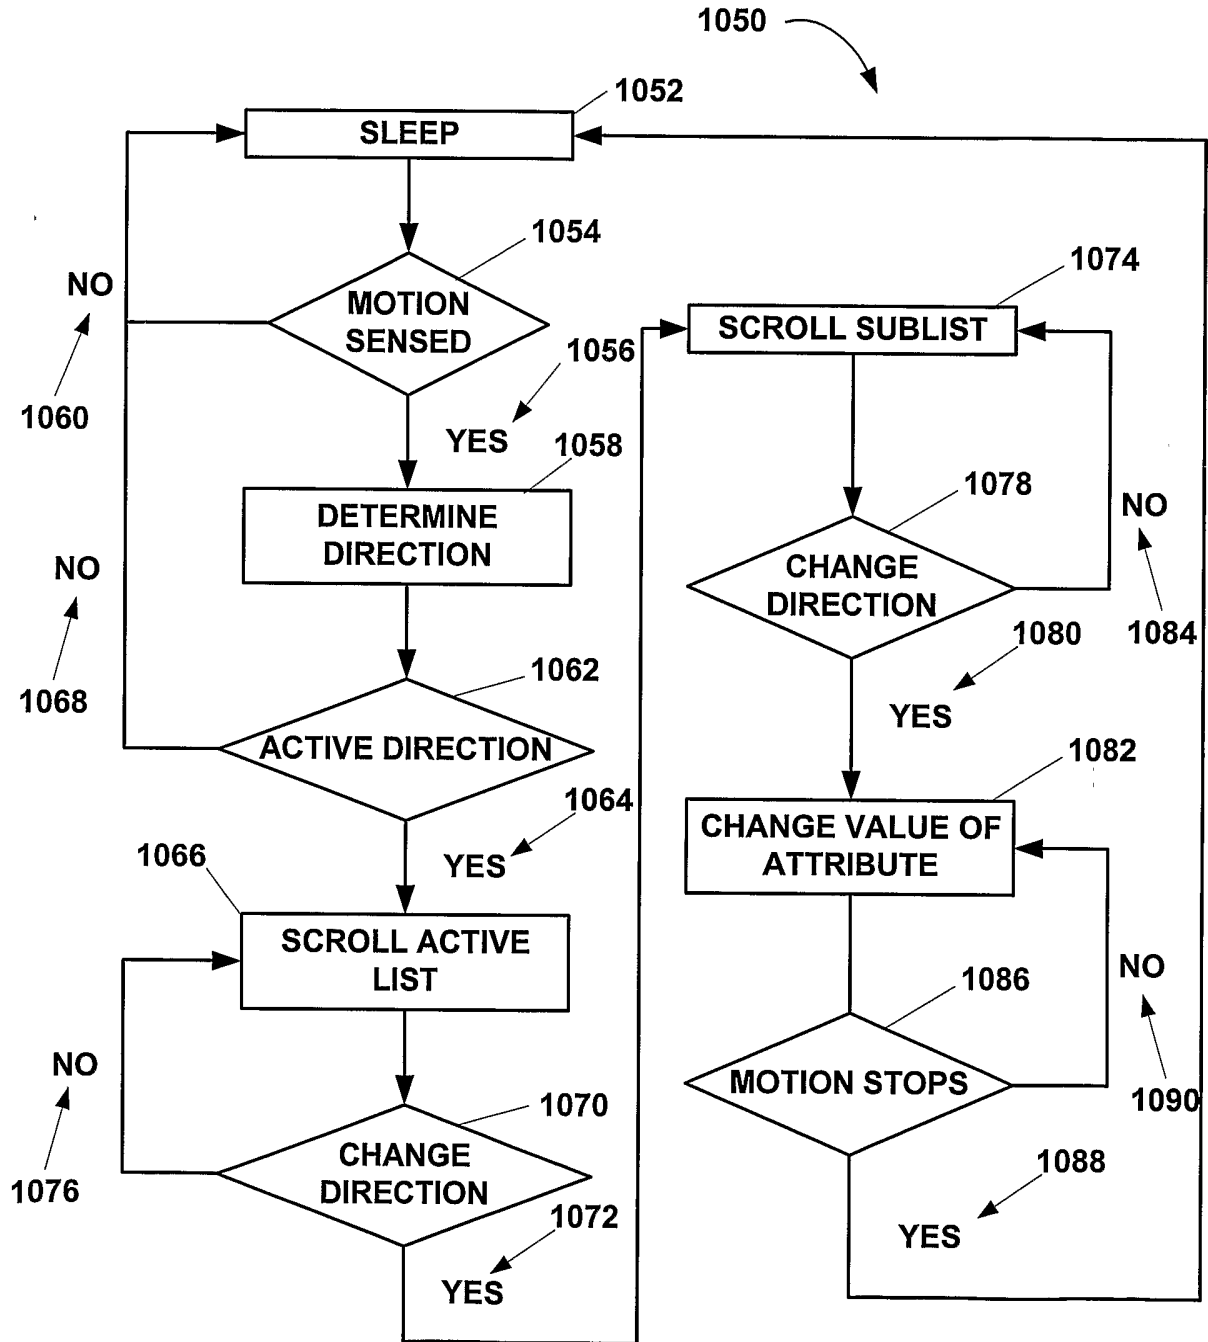 1050
1052
SLEEP
1054
MOTION
SENSED
NO
1060
1056
YES
1058
DETERMINE
DIRECTION
NO
1068
1062
ACTIVE DIRECTION
1064
YES
1066
SCROLL ACTIVE
LIST
NO
1076
1070
CHANGE
DIRECTION
1072
YES
1074
SCROLL SUBLIST
1078
CHANGE
DIRECTION
NO
1084
1080
YES
1082
CHANGE VALUE OF
ATTRIBUTE
1086
MOTION STOPS
NO
1090
1088
YES